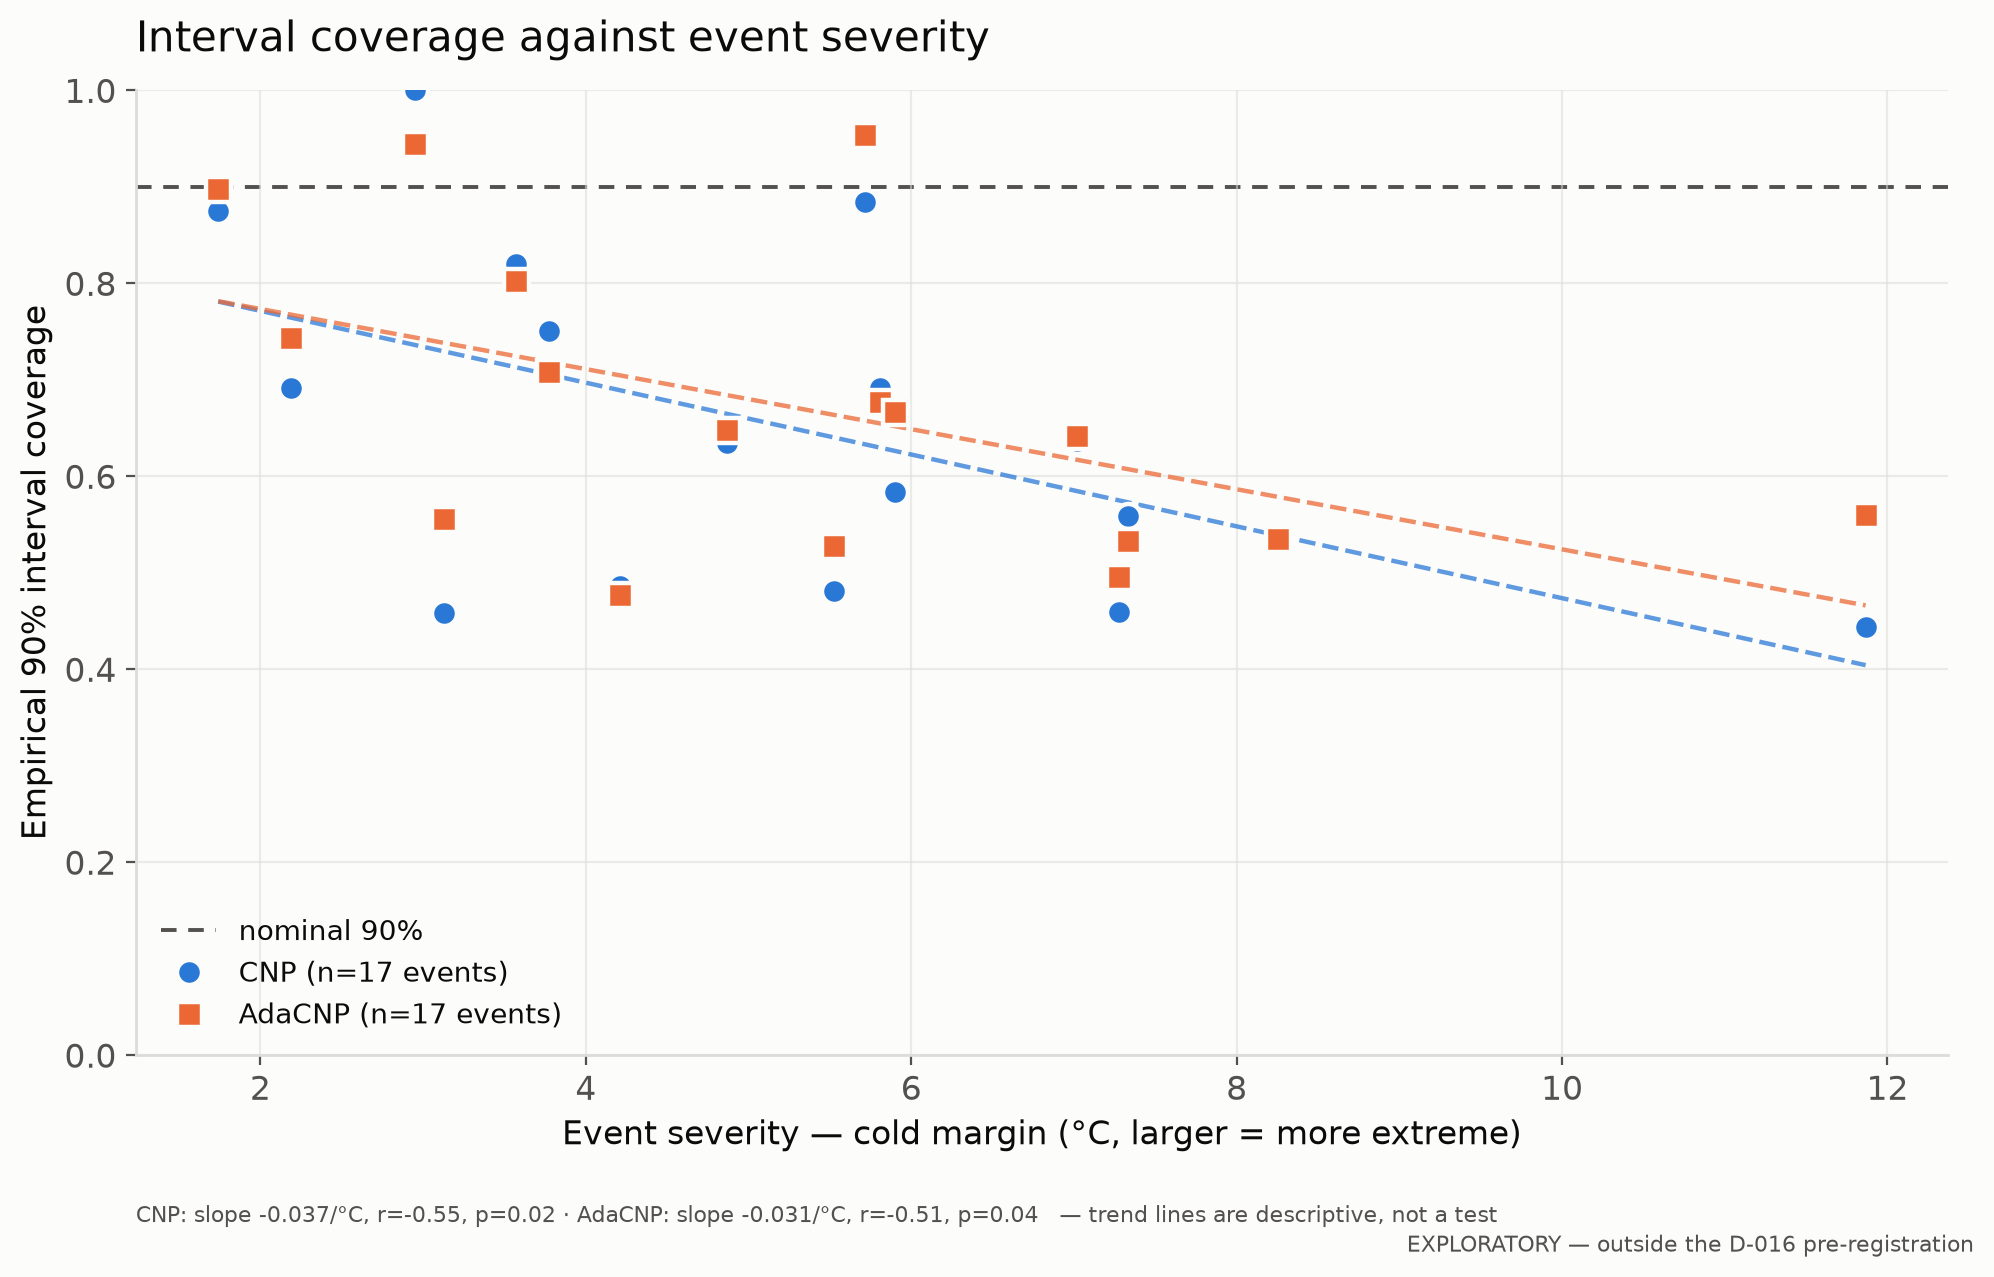 Interval coverage against event severity
Empirical 90% interval coverage
1.0
0.8
0.6
0.4
0.2
0.0
nominal 90%
CNP (n=17 events)
AdaCNP (n=17 events)
2 4 6 8 10 12
Event severity — cold margin (°C, larger = more extreme)
CNP: slope -0.037/°C, r=-0.55, p=0.02 · AdaCNP: slope -0.031/°C, r=-0.51, p=0.04 — trend lines are descriptive, not a test
EXPLORATORY — outside the D-016 pre-registration